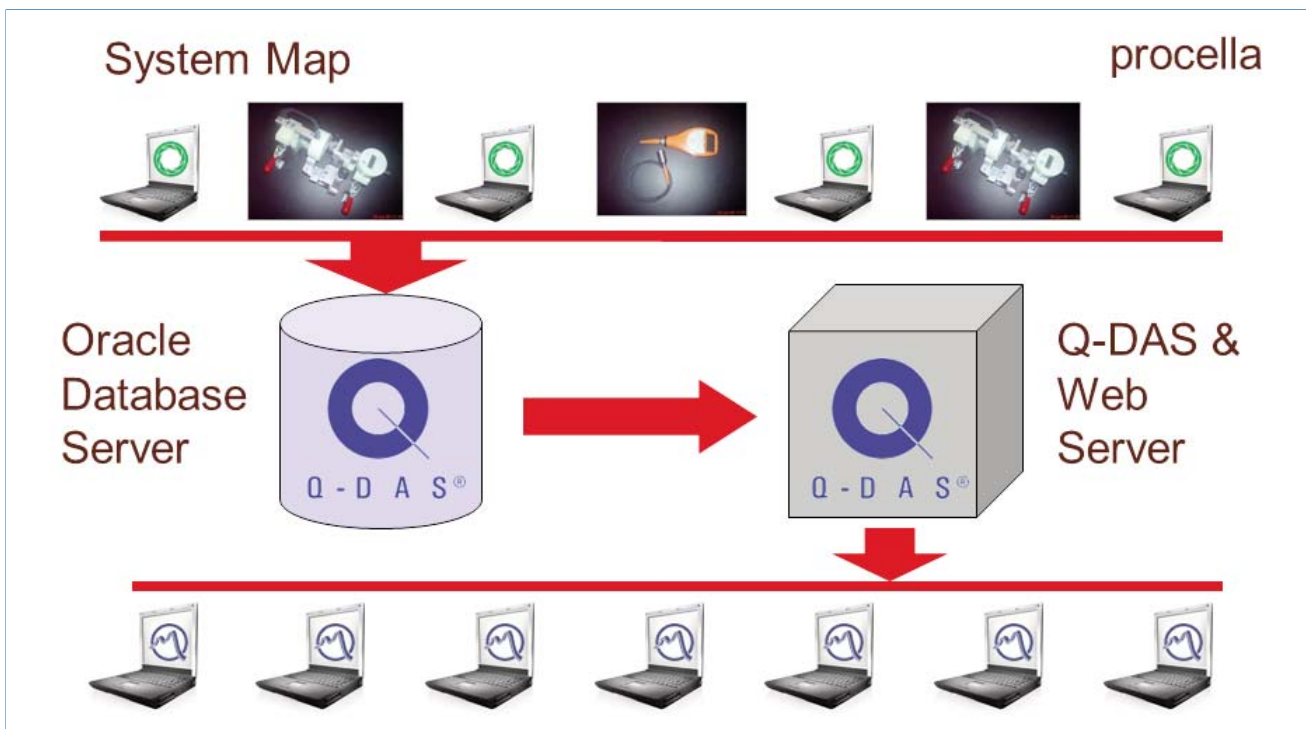 System Map
procella
Oracle
Database
Server
Q-DAS®
Q-DAS®
Q-DAS &
Web
Server